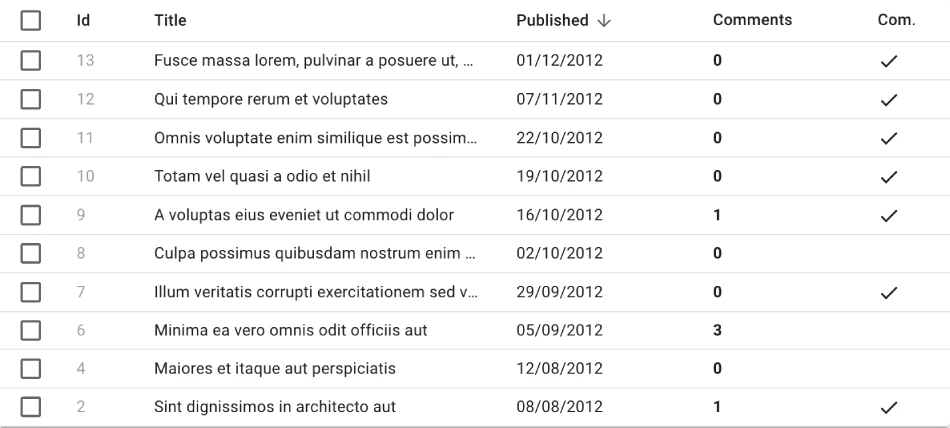 Id Title Published Comments Com.
13 Fusce massa lorem, pulvinar a posuere ut, ... 01/12/2012 0
12 Qui tempore rerum et voluptates 07/11/2012 0
11 Omnis voluptate enim similique est possim... 22/10/2012 0
10 Totam vel quasi a odio et nihil 19/10/2012 0
9 A voluptas eius eveniet ut commodi dolor 16/10/2012 1
8 Culpa possimus quibusdam nostrum enim ... 02/10/2012 0
7 Illum veritatis corrupti exercitationem sed v... 29/09/2012 0
6 Minima ea vero omnis odit officiis aut 05/09/2012 3
4 Maiores et itaque aut perspiciatis 12/08/2012 0
2 Sint dignissimos in architecto aut 08/08/2012 1